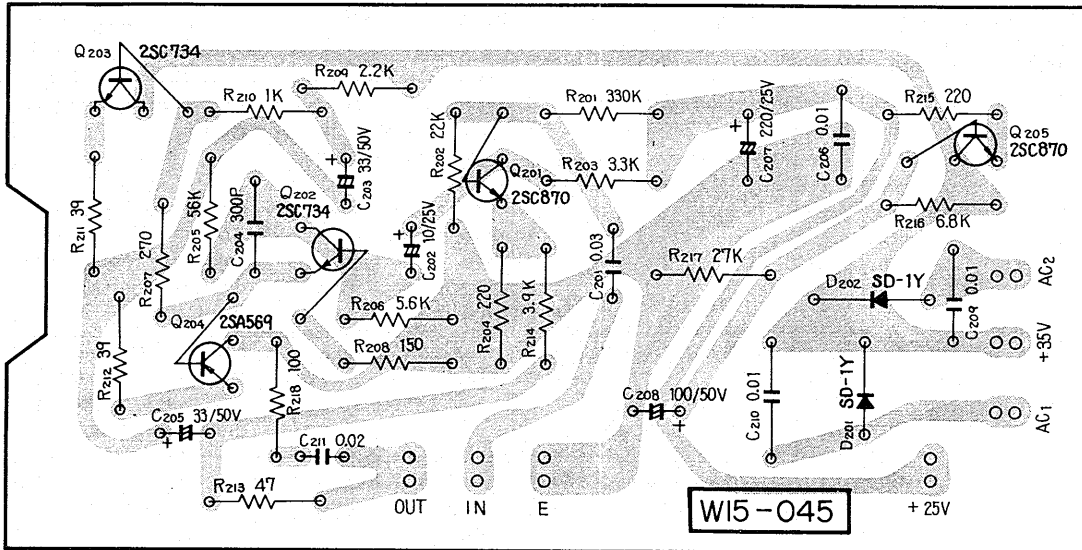 Q203 2SC734
R209 2.2K
R210 1K
R201 330K
R215 220
Q205 2SC870
C203 33/50V
R202 22K
C207 220/25V
C206 0.01
Q201 2SC870
R203 3.3K
R211 39
R205 56K
C204 300P
Q202 2SC734
R207 270
C202 10/25V
C201 0.03
R217 27K
R216 6.8K
D202 SD-1Y
AC2
C209 0.01
Q204 2SA569
R206 5.6K
R204 220
R214 3.9K
+35V
R212 39
R208 150
R218 100
C208 100/50V
C210 0.01
D201 SD-1Y
AC1
C205 33/50V
C211 0.02
R213 47
OUT IN E
W15-045
+25V